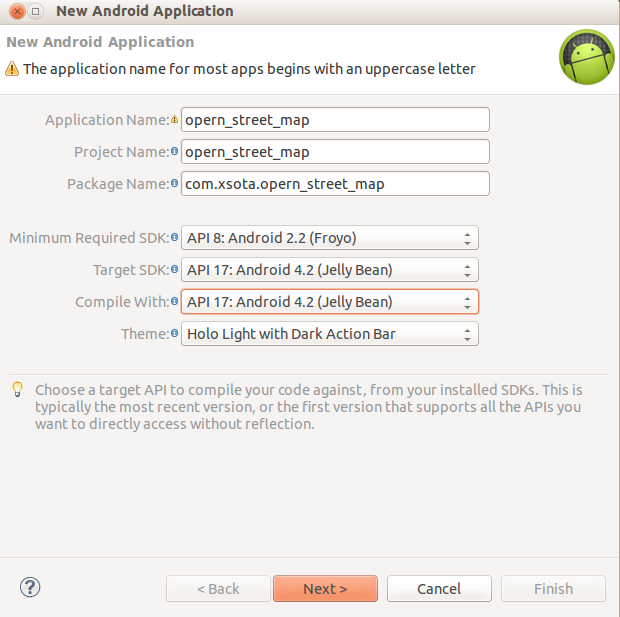 New Android Application
New Android Application
The application name for most apps begins with an uppercase letter
Application Name: opern_street_map
Project Name: opern_street_map
Package Name: com.xsota.opern_street_map
Minimum Required SDK: API 8: Android 2.2 (Froyo)
Target SDK: API 17: Android 4.2 (Jelly Bean)
Compile With: API 17: Android 4.2 (Jelly Bean)
Theme: Holo Light with Dark Action Bar
Choose a target API to compile your code against, from your installed SDKs. This is
typically the most recent version, or the first version that supports all the APIs you
want to directly access without reflection.
? < Back Next > Cancel Finish